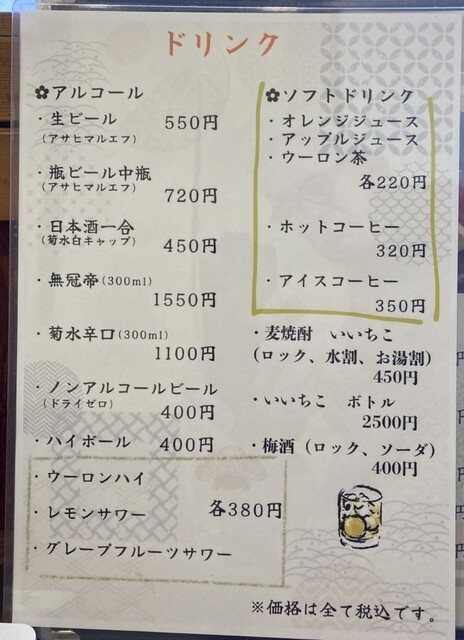 ドリンク
✿アルコール
・生ビール 550円
(アサヒマルエフ)
・瓶ビール中瓶
(アサヒマルエフ)
720円
・日本酒一合
(菊水白キャップ) 450円
・無冠帝(300ml)
1550円
・菊水辛口(300ml)
1100円
・ノンアルコールビール
(ドライゼロ) 400円
・ハイボール 400円
・ウーロンハイ
・レモンサワー 各380円
・グレープフルーツサワー
✿ソフトドリンク
・オレンジジュース
・アップルジュース
・ウーロン茶
各220円
・ホットコーヒー
320円
・アイスコーヒー
350円
・麦焼酎 いいちこ
(ロック、水割、お湯割)
450円
・いいちこ ボトル
2500円
・梅酒(ロック、ソーダ)
400円
※価格は全て税込です。